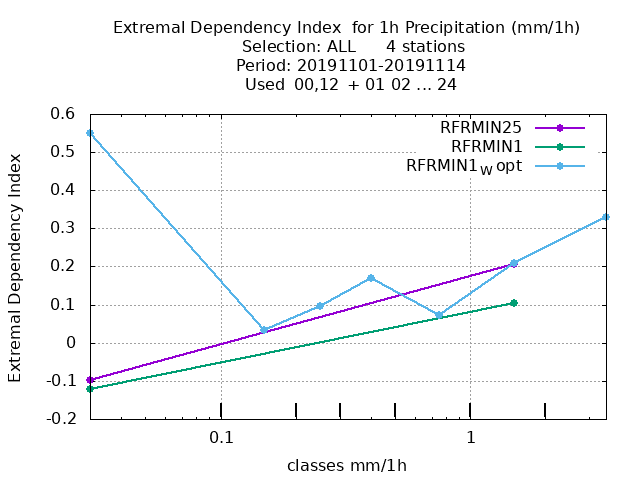 Extremal Dependency Index  for 1h Precipitation (mm/1h)
Selection: ALL      4 stations
Period: 20191101-20191114
Used  00,12  + 01 02 ... 24
0.6
0.5
0.4
0.3
0.2
0.1
0
-0.1
-0.2
Extremal Dependency Index
RFRMIN25
RFRMIN1
RFRMIN1W opt
0.1
1
classes mm/1h